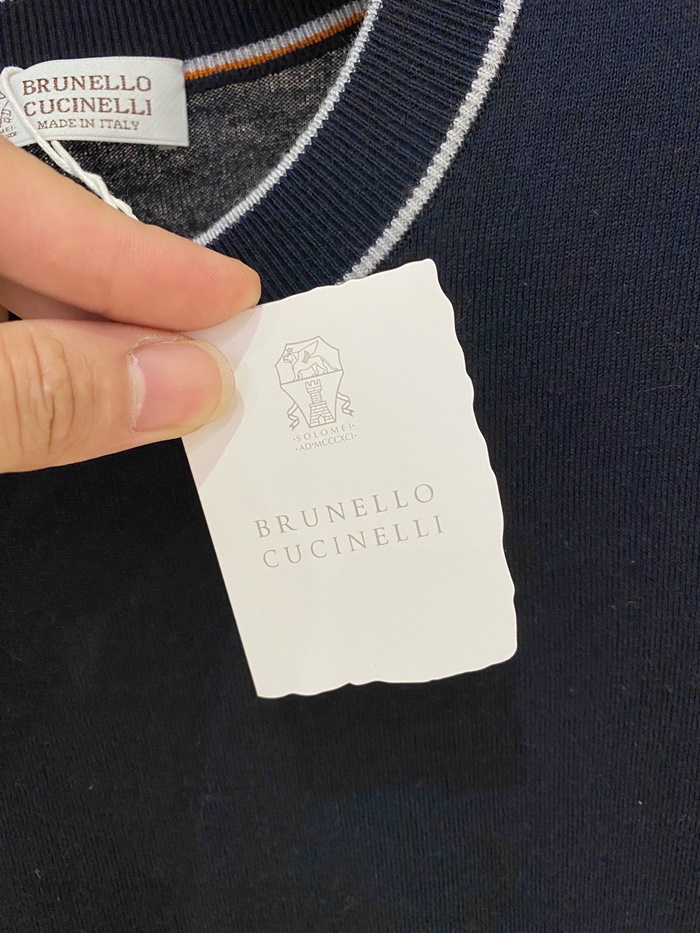 BRUNELLO
CUCINELLI
MADE IN ITALY
·SOLOMEI·
·AD·MCCCXCI·
BRUNELLO
CUCINELLI